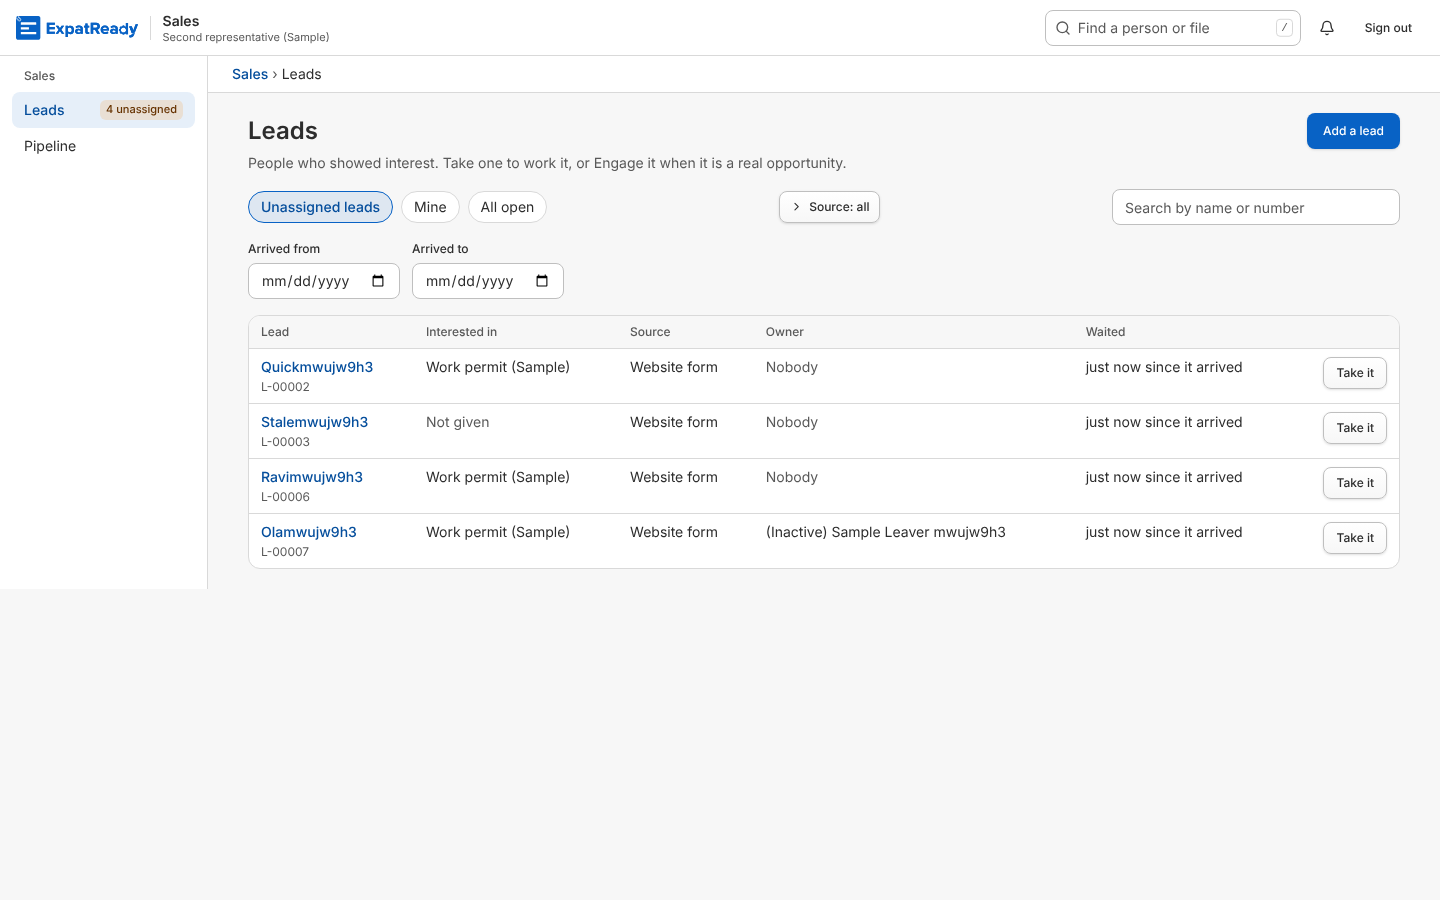 ExpatReady
Sales
Second representative (Sample)
Find a person or file
/
Sign out
Sales
Leads
4 unassigned
Pipeline
Sales › Leads
Leads
Add a lead
People who showed interest. Take one to work it, or Engage it when it is a real opportunity.
Unassigned leads
Mine
All open
Source: all
Search by name or number
Arrived from
Arrived to
mm/dd/yyyy
mm/dd/yyyy
Lead Interested in Source Owner Waited
Quickmwujw9h3 Work permit (Sample) Website form Nobody just now since it arrived Take it
L-00002
Stalemwujw9h3 Not given Website form Nobody just now since it arrived Take it
L-00003
Ravimwujw9h3 Work permit (Sample) Website form Nobody just now since it arrived Take it
L-00006
Olamwujw9h3 Work permit (Sample) Website form (Inactive) Sample Leaver mwujw9h3 just now since it arrived Take it
L-00007